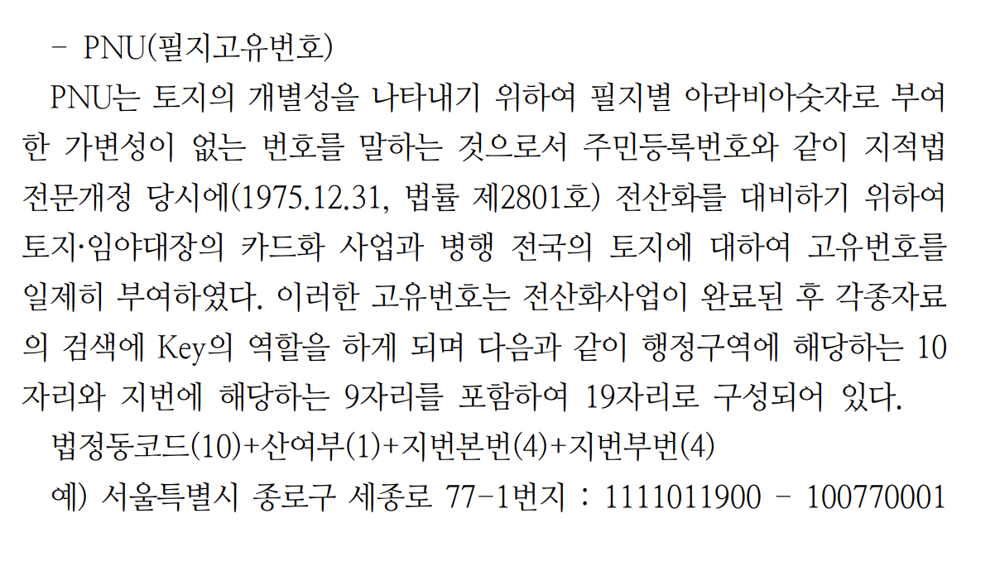 - PNU(필지고유번호)
PNU는 토지의 개별성을 나타내기 위하여 필지별 아라비아숫자로 부여
한 가변성이 없는 번호를 말하는 것으로서 주민등록번호와 같이 지적법
전문개정 당시에(1975.12.31, 법률 제2801호) 전산화를 대비하기 위하여
토지·임야대장의 카드화 사업과 병행 전국의 토지에 대하여 고유번호를
일제히 부여하였다. 이러한 고유번호는 전산화사업이 완료된 후 각종자료
의 검색에 Key의 역할을 하게 되며 다음과 같이 행정구역에 해당하는 10
자리와 지번에 해당하는 9자리를 포함하여 19자리로 구성되어 있다.
법정동코드(10)+산여부(1)+지번본번(4)+지번부번(4)
예) 서울특별시 종로구 세종로 77-1번지 : 1111011900 - 100770001